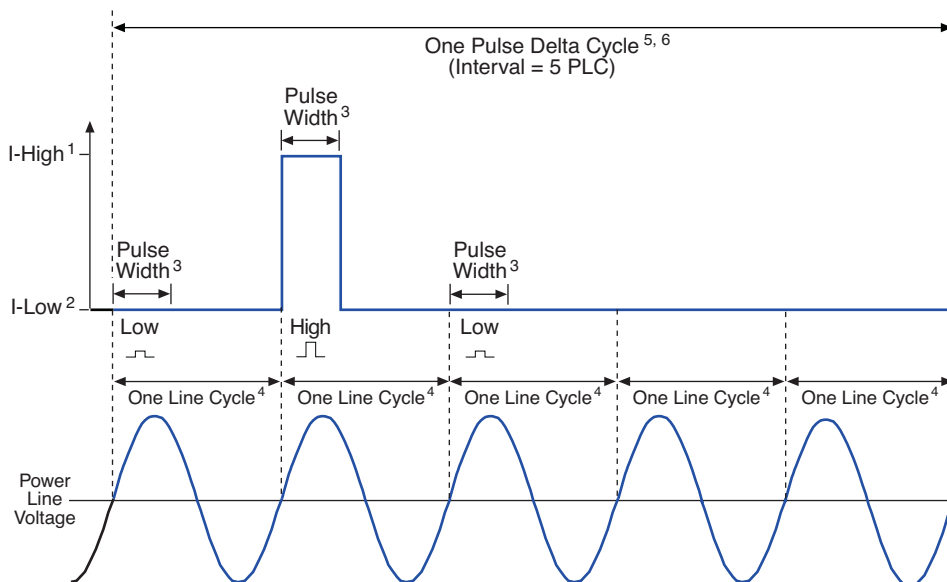 One Pulse Delta Cycle 5, 6
(Interval = 5 PLC)
Pulse
Width 3
I-High 1
Pulse
Width 3
Pulse
Width 3
I-Low 2
Low
High
Low
One Line Cycle 4
One Line Cycle 4
One Line Cycle 4
One Line Cycle 4
One Line Cycle 4
Power
Line
Voltage